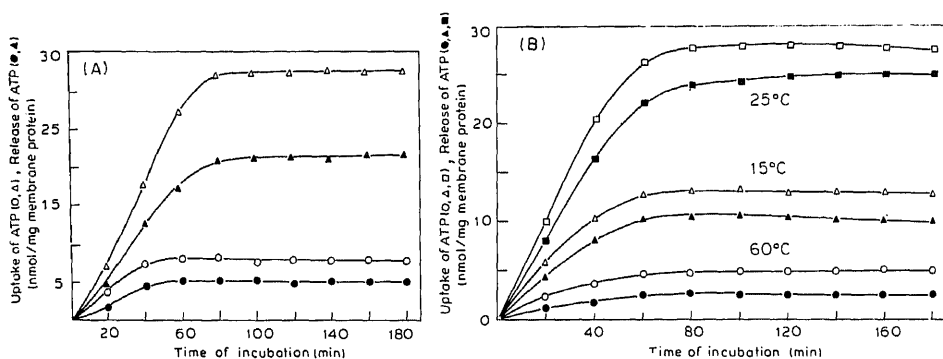 Uptake of ATP (O,Δ), Release of ATP (●,▲)
(nmol/mg membrane protein)
30
25
5
(A)
20 60 100 140 180
Time of incubation (min)
Uptake of ATP (O,Δ,□), Release of ATP (●,▲,■)
(nmol/mg membrane protein)
30
20
10
0
(B)
25°C
15°C
60°C
40 80 120 160
Time of incubation (min)